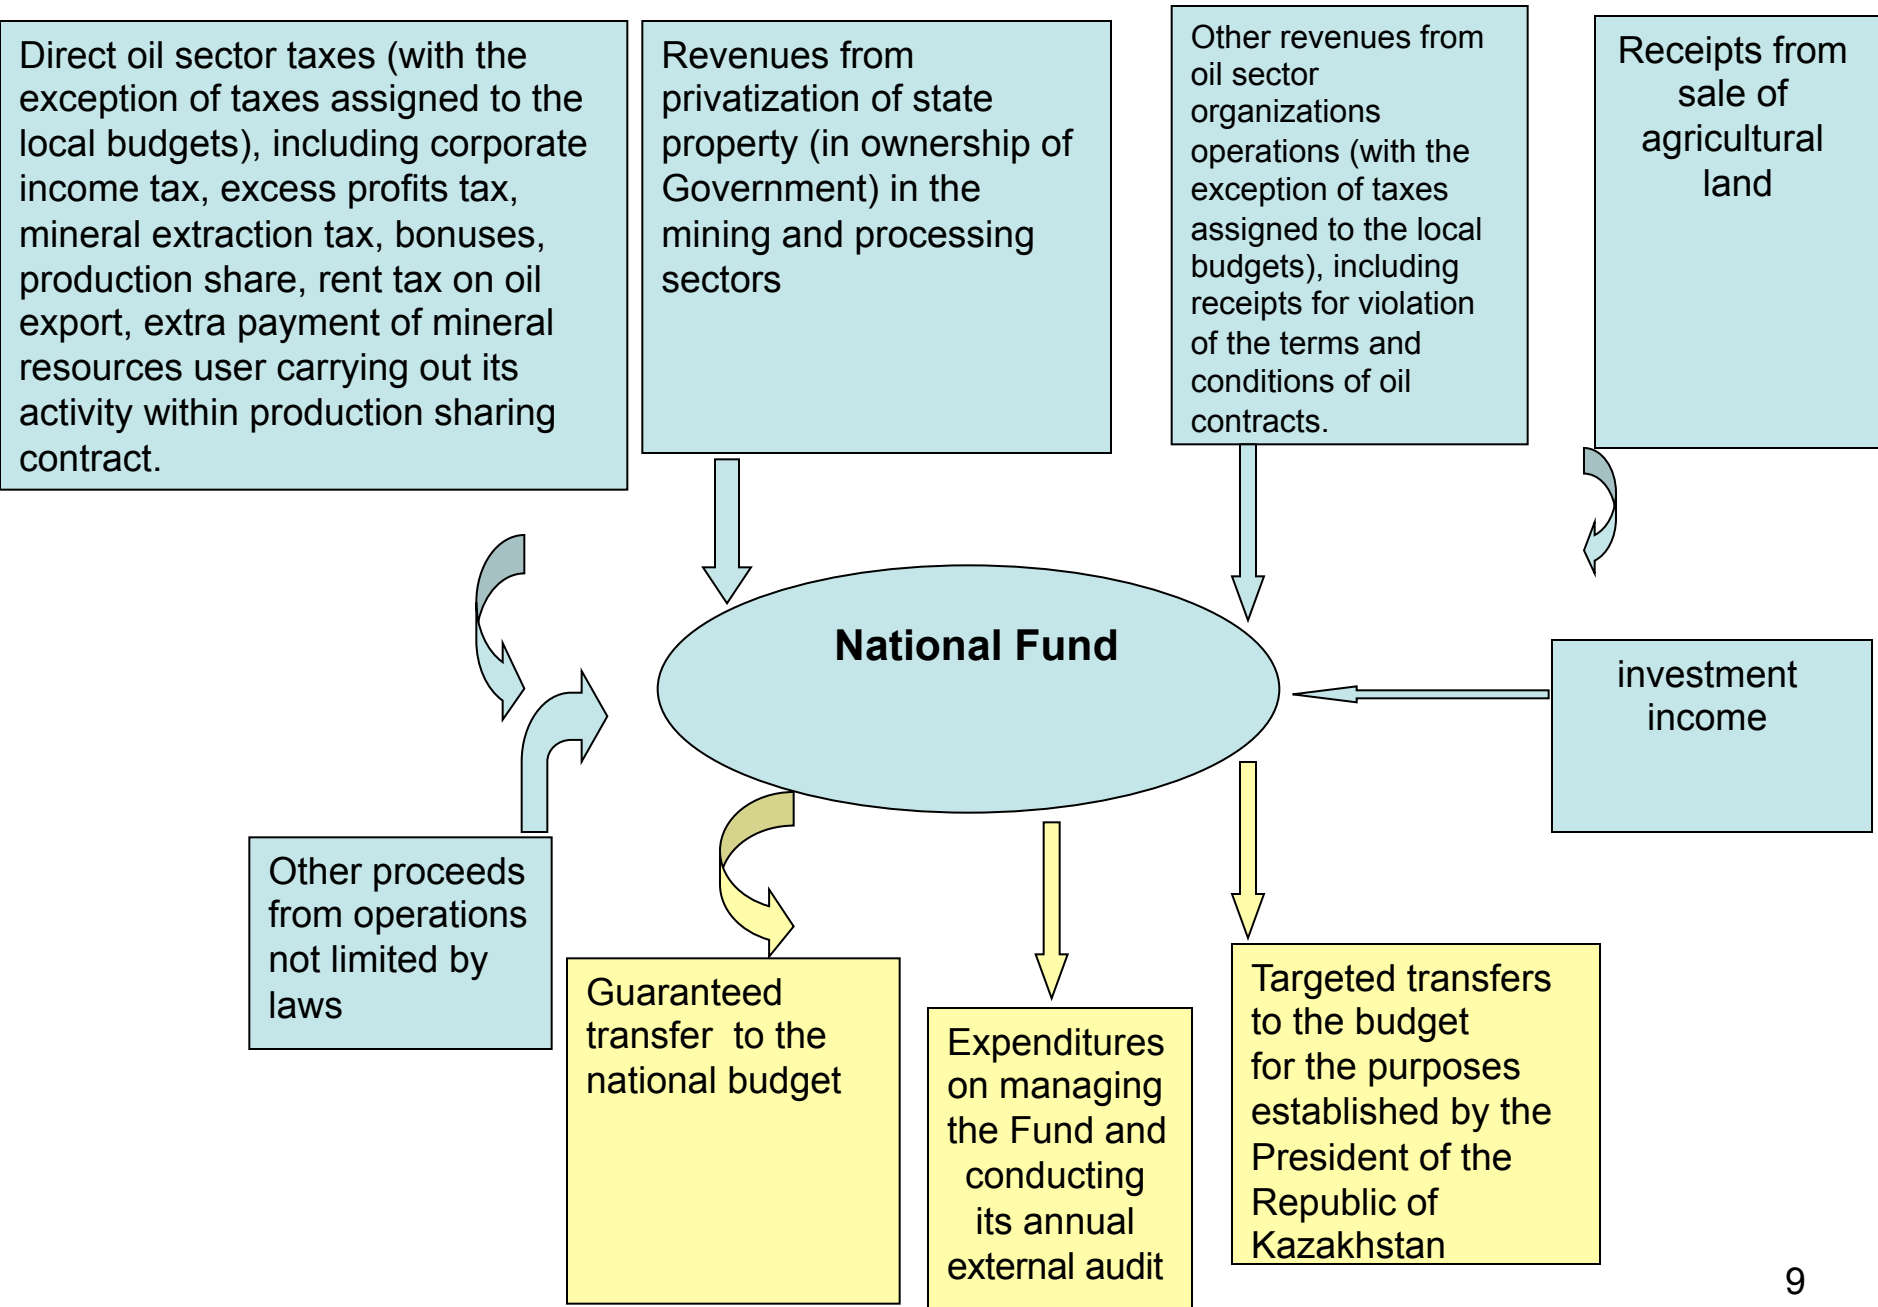 Direct oil sector taxes (with the
exception of taxes assigned to the
local budgets), including corporate
income tax, excess profits tax,
mineral extraction tax, bonuses,
production share, rent tax on oil
export, extra payment of mineral
resources user carrying out its
activity within production sharing
contract.
Revenues from
privatization of state
property (in ownership of
Government) in the
mining and processing
sectors
Other revenues from
oil sector
organizations
operations (with the
exception of taxes
assigned to the local
budgets), including
receipts for violation
of the terms and
conditions of oil
contracts.
Receipts from
sale of
agricultural
land
National Fund
investment
income
Other proceeds
from operations
not limited by
laws
Guaranteed
transfer to the
national budget
Expenditures
on managing
the Fund and
conducting
its annual
external audit
Targeted transfers
to the budget
for the purposes
established by the
President of the
Republic of
Kazakhstan
9